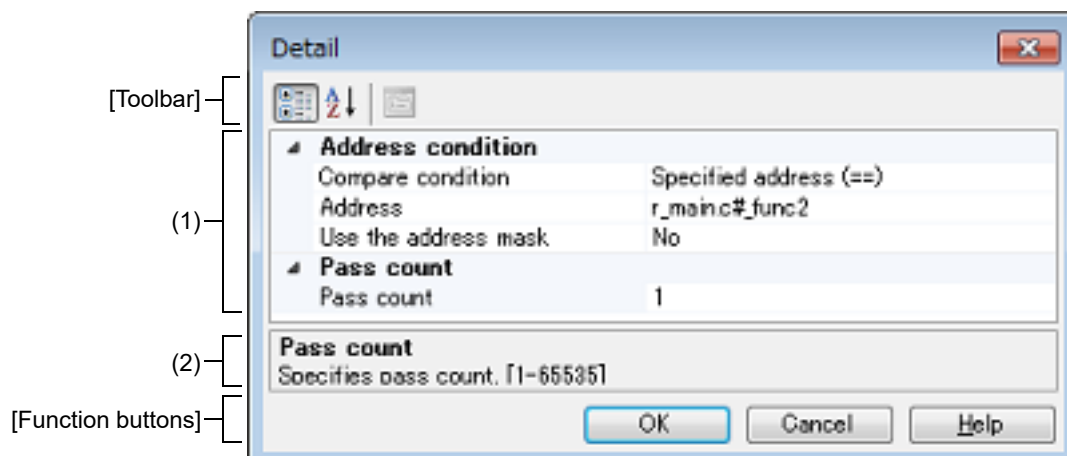 Detail
[Toolbar]
Address condition
Compare condition Specified address (==)
Address r_main.c#_func2
(1)
Use the address mask No
Pass count
Pass count 1
Pass count
(2)
Specifies pass count. [1-65535]
[Function buttons]
OK Cancel Help